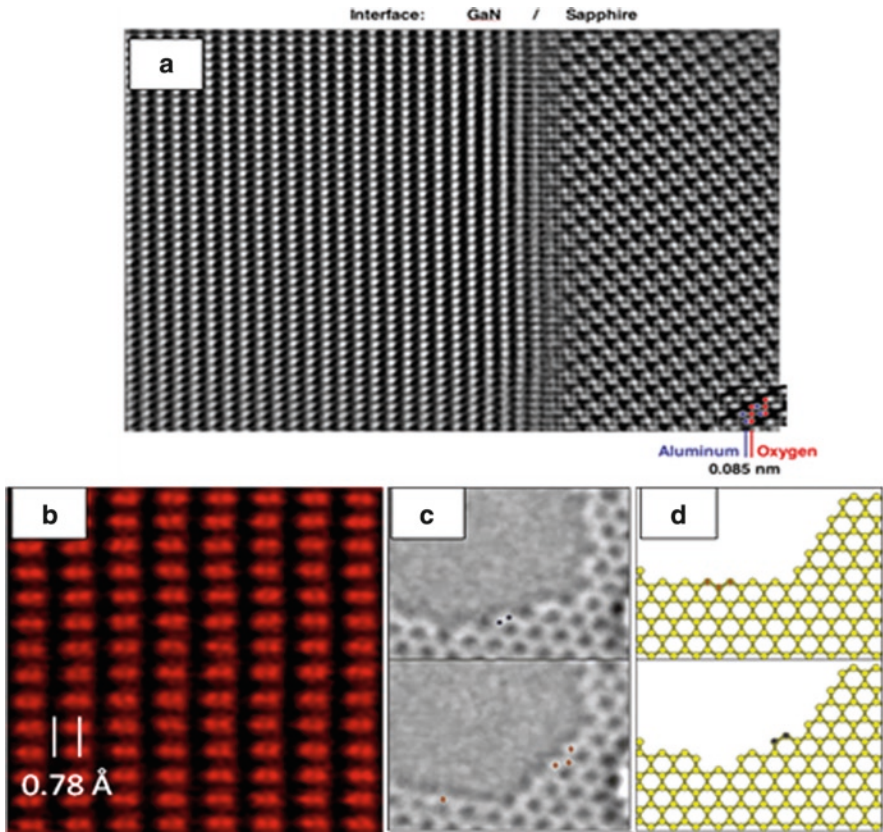 Interface: GaN / Sapphire
a
Aluminum Oxygen
0.085 nm
b
c
d
0.78 Å